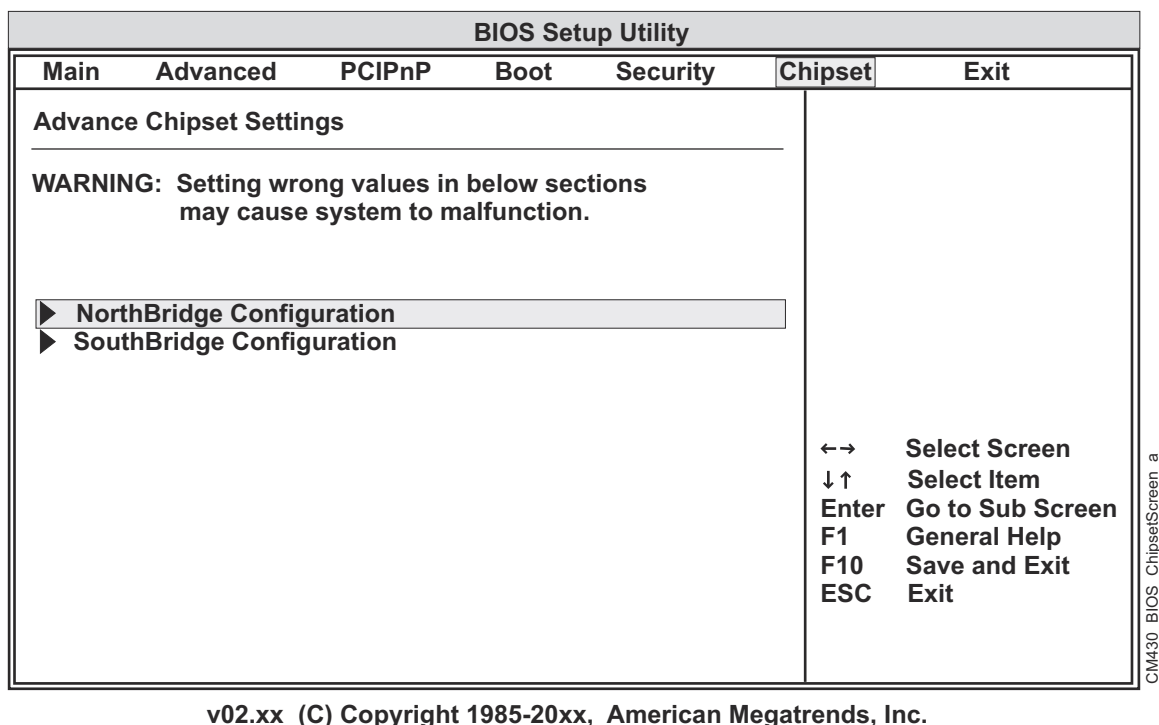 BIOS Setup Utility
Main Advanced PCIPnP Boot Security Chipset Exit
Advance Chipset Settings
WARNING: Setting wrong values in below sections
may cause system to malfunction.
NorthBridge Configuration
SouthBridge Configuration
←→ Select Screen
↓↑ Select Item
Enter Go to Sub Screen
F1 General Help
F10 Save and Exit
ESC Exit
CM430 BIOS ChipsetScreen a
v02.xx (C) Copyright 1985-20xx, American Megatrends, Inc.